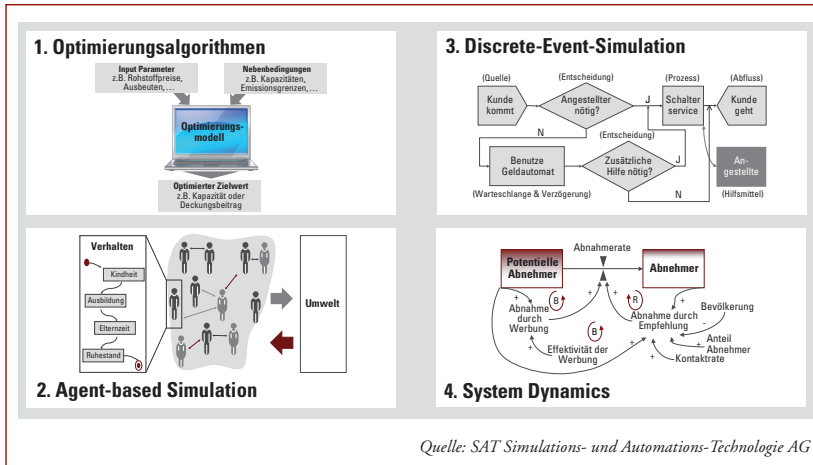 1. Optimierungsalgorithmen
Input Parameter
z.B. Rohstoffpreise,
Ausbeuten,…
Nebenbedingungen
z.B. Kapazitäten,
Emissionsgrenzen,…
Optimierungs-
modell
Optimierter Zielwert
z.B. Kapazität oder
Deckungsbeitrag
3. Discrete-Event-Simulation
(Quelle)
(Entscheidung)
(Prozess)
(Abfluss)
Kunde
kommt
Angestellter
nötig?
J
Schalter
service
Kunde
geht
N
(Entscheidung)
Benutze
Geldautomat
Zusätzliche
Hilfe nötig?
J
An-
gestellte
(Warteschlange & Verzögerung)
N
(Hilfsmittel)
Verhalten
Kindheit
Ausbildung
Elternzeit
Ruhestand
Umwelt
2. Agent-based Simulation
Abnahmerate
Potentielle
Abnehmer
Abnehmer
+
B
+
+
R
+
Abnahme
durch
Werbung
B
Abnahme durch
Empfehlung
Bevölkerung
-
+
Effektivität der
Werbung
+
+
Anteil
Abnehmer
+
Kontaktrate
4. System Dynamics
Quelle: SAT Simulations- und Automations-Technologie AG